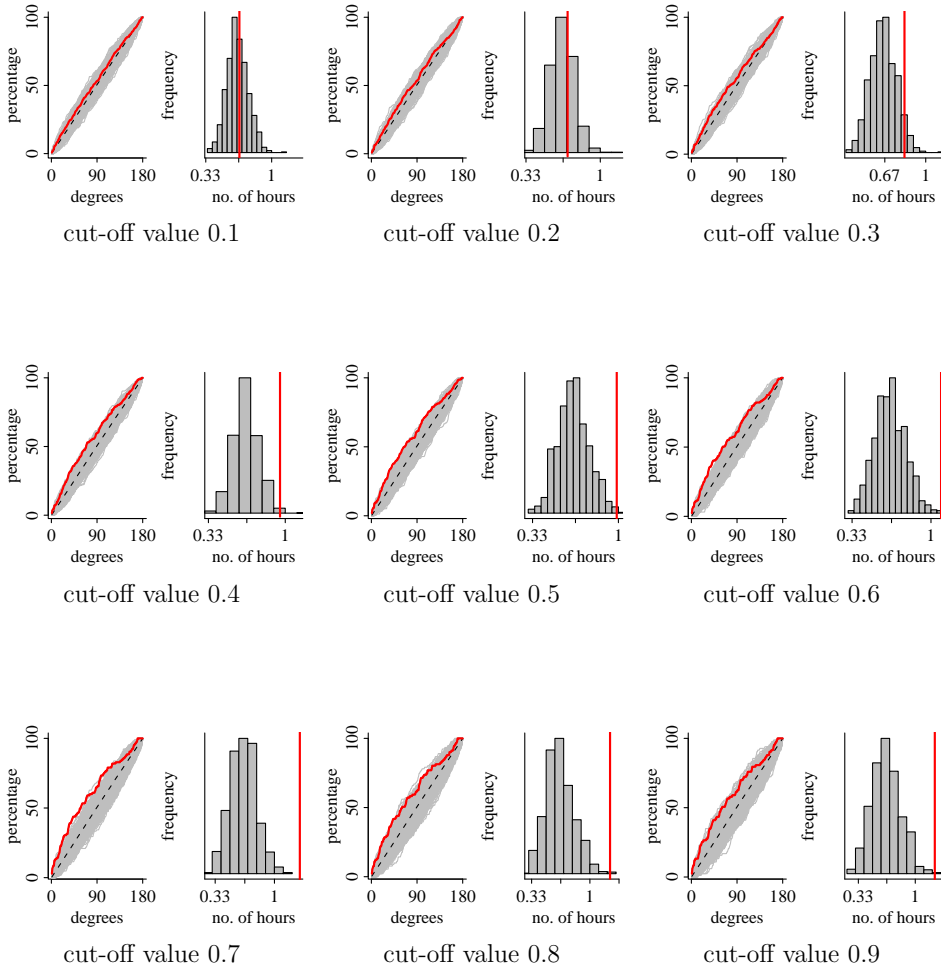 percentage
0 50 100
0 90 180
degrees
frequency
0.33 1
no. of hours
cut-off value 0.1
percentage
0 50 100
0 90 180
degrees
frequency
0.33 1
no. of hours
cut-off value 0.2
percentage
0 50 100
0 90 180
degrees
frequency
0.67 1
no. of hours
cut-off value 0.3
percentage
0 50 100
0 90 180
degrees
frequency
0.33 1
no. of hours
cut-off value 0.4
percentage
0 50 100
0 90 180
degrees
frequency
0.33 1
no. of hours
cut-off value 0.5
percentage
0 50 100
0 90 180
degrees
frequency
0.33 1
no. of hours
cut-off value 0.6
percentage
0 50 100
0 90 180
degrees
frequency
0.33 1
no. of hours
cut-off value 0.7
percentage
0 50 100
0 90 180
degrees
frequency
0.33 1
no. of hours
cut-off value 0.8
percentage
0 50 100
0 90 180
degrees
frequency
0.33 1
no. of hours
cut-off value 0.9